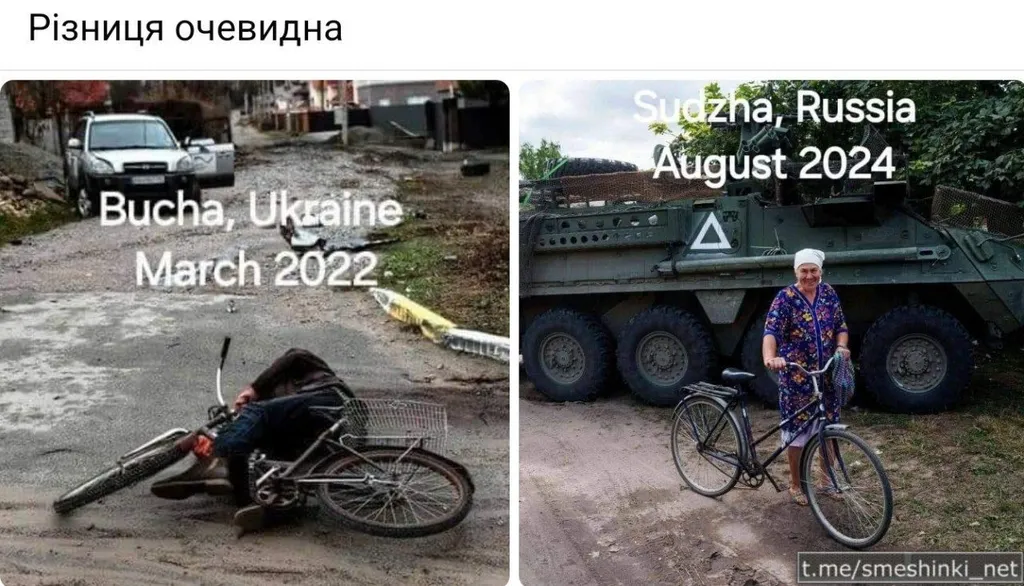 Різниця очевидна
Bucha, Ukraine
March 2022
Sudzha, Russia
August 2024
t.me/smeshinki_net